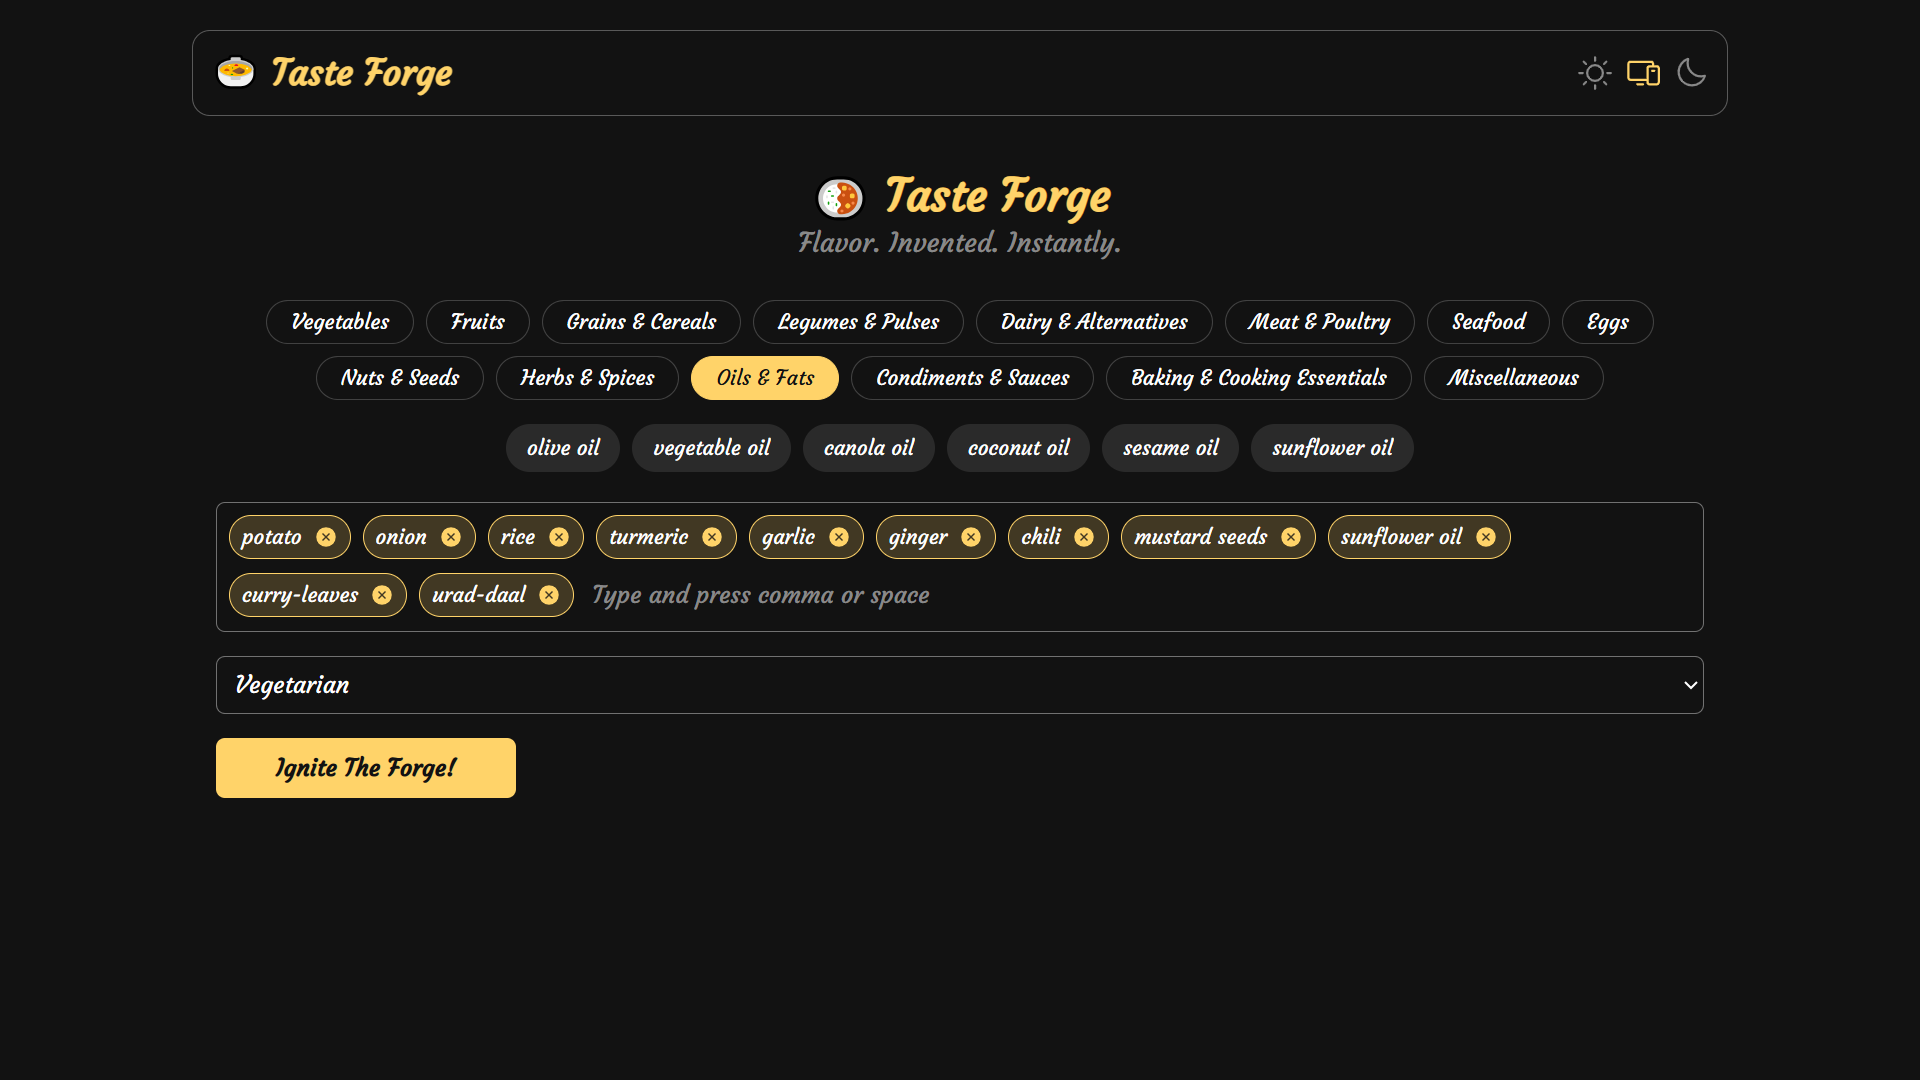 Taste Forge
Taste Forge
Flavor. Invented. Instantly.
Vegetables Fruits Grains & Cereals Legumes & Pulses Dairy & Alternatives Meat & Poultry Seafood Eggs
Nuts & Seeds Herbs & Spices Oils & Fats Condiments & Sauces Baking & Cooking Essentials Miscellaneous
olive oil vegetable oil canola oil coconut oil sesame oil sunflower oil
potato onion rice turmeric garlic ginger chili mustard seeds sunflower oil
curry-leaves urad-daal Type and press comma or space
Vegetarian
Ignite The Forge!